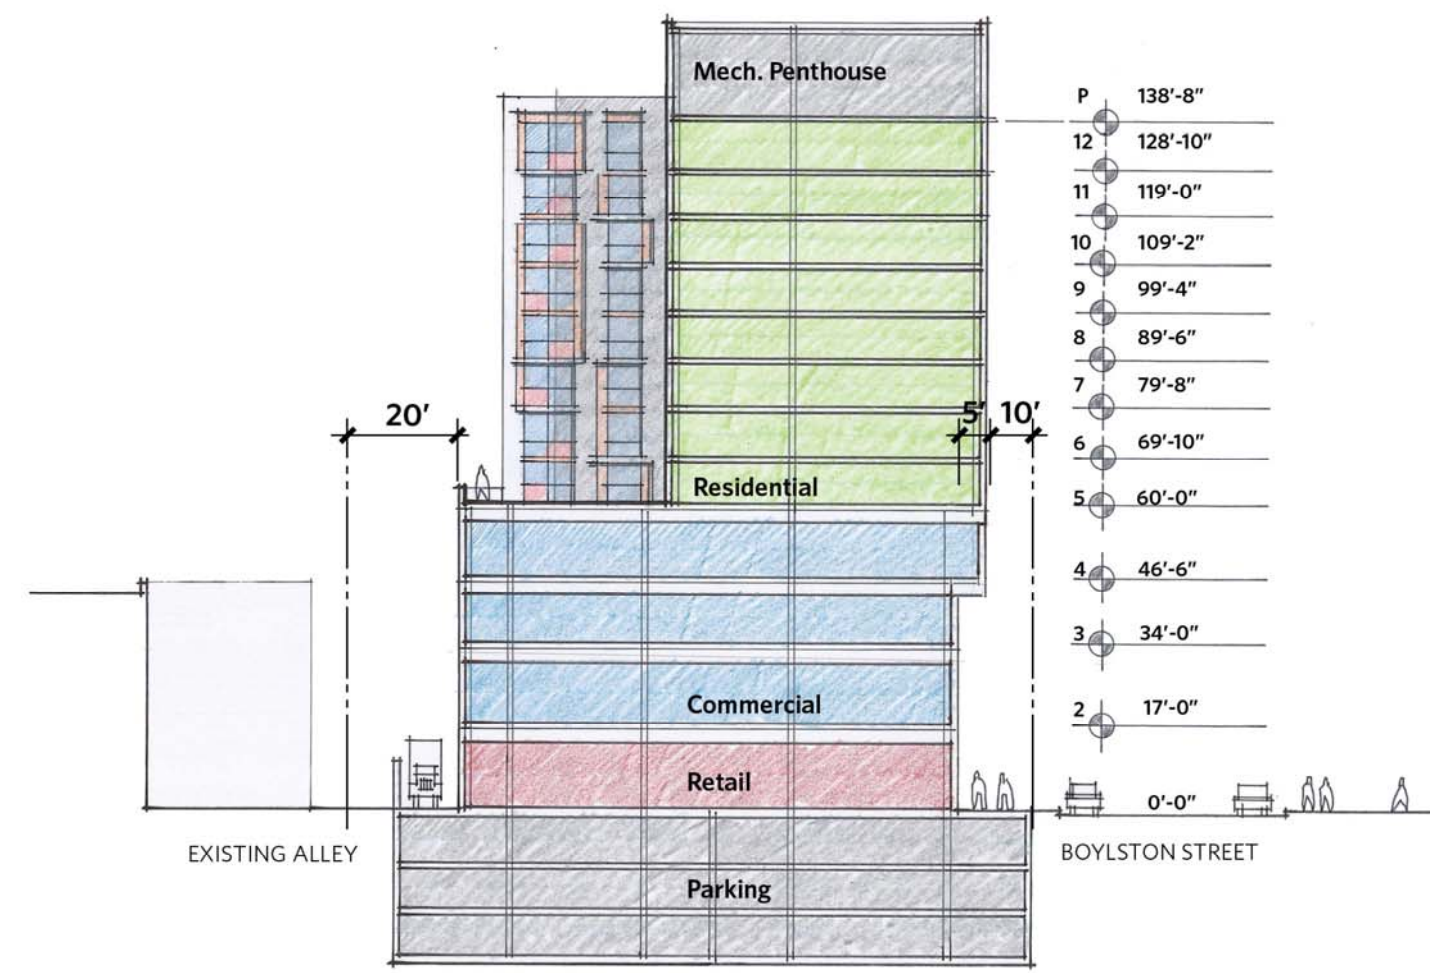 Mech. Penthouse
P 138'-8"
12 128'-10"
11 119'-0"
10 109'-2"
9 99'-4"
8 89'-6"
7 79'-8"
20' 5' 10'
6 69'-10"
Residential
5 60'-0"
4 46'-6"
3 34'-0"
Commercial
2 17'-0"
Retail
0'-0"
EXISTING ALLEY
BOYLSTON STREET
Parking